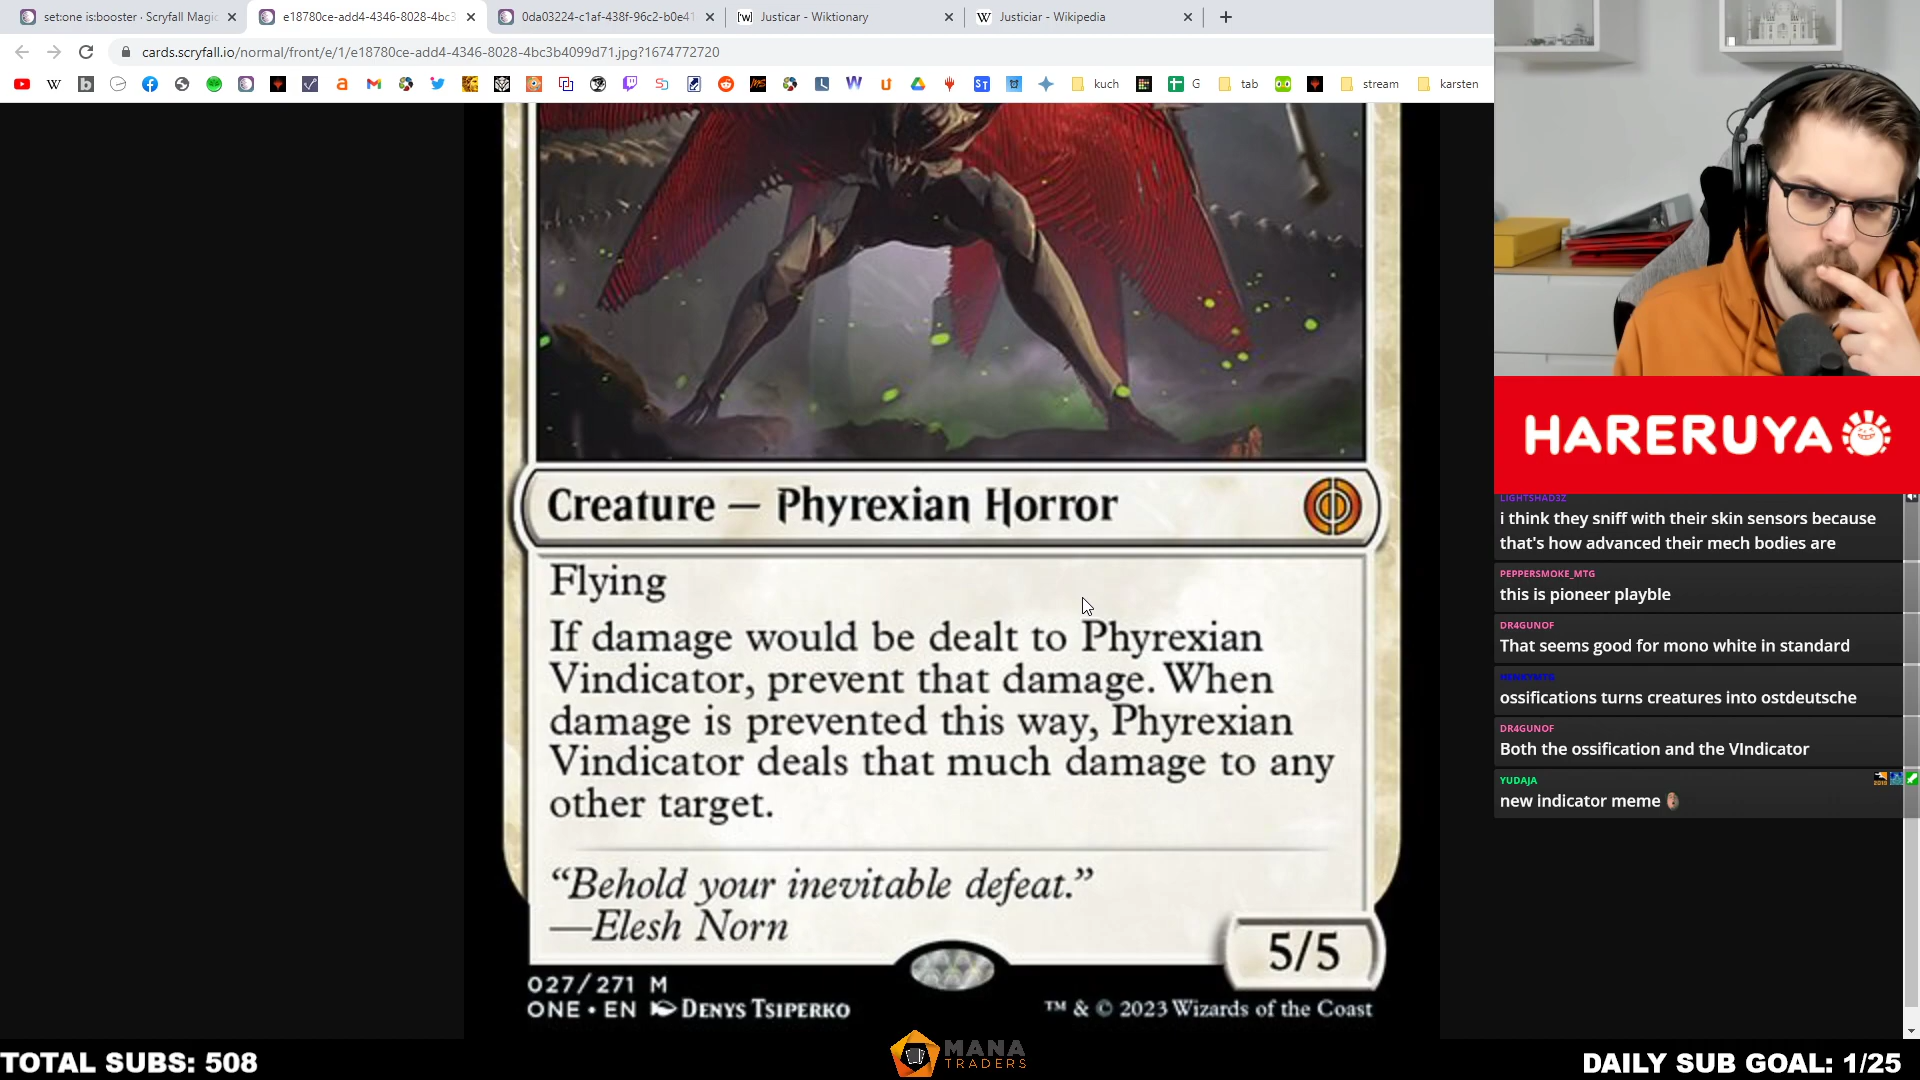 set:one is:booster · Scryfall Magic
e18780ce-add4-4346-8028-4bc3
0da03224-c1af-438f-96c2-b0e41
Justicar - Wiktionary
Justiciar - Wikipedia
cards.scryfall.io/normal/front/e/1/e18780ce-add4-4346-8028-4bc3b4099d71.jpg?1674772720
kuch
G
tab
stream
karsten
Creature — Phyrexian Horror
Flying
If damage would be dealt to Phyrexian
Vindicator, prevent that damage. When
damage is prevented this way, Phyrexian
Vindicator deals that much damage to any
other target.
“Behold your inevitable defeat.”
—Elesh Norn
5/5
027/271 M
ONE • EN DENYS TSIPERKO
™ & © 2023 Wizards of the Coast
HARERUYA
LIGHTSHAD3Z
i think they sniff with their skin sensors because
that's how advanced their mech bodies are
PEPPERSMOKE_MTG
this is pioneer playble
DR4GUNOF
That seems good for mono white in standard
ossifications turns creatures into ostdeutsche
DR4GUNOF
Both the ossification and the VIndicator
YUDAJA
new indicator meme
TOTAL SUBS: 508
MANA
TRADERS
DAILY SUB GOAL: 1/25